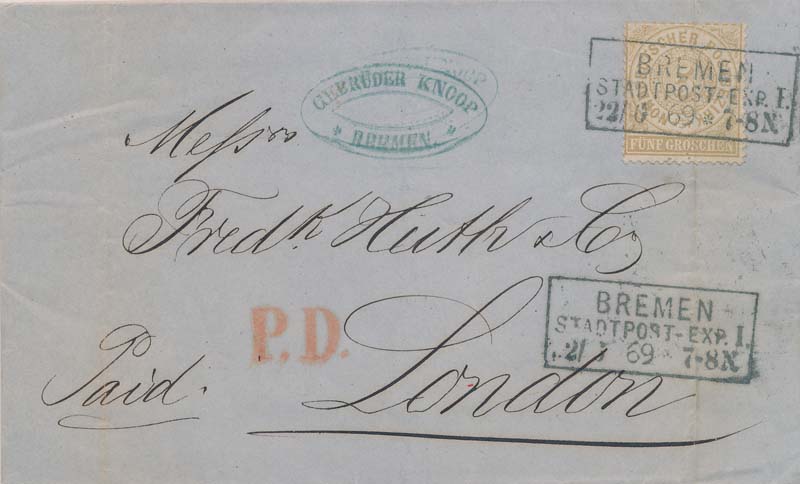 GEBRÜDER KNOOP
* BREMEN. *
BREMEN
STADTPOST-EXP. I.
69 * 7-8N
FÜNF GROSCHEN
Messrs
Fredk Huth & Co
P.D.
London
Paid.
BREMEN
STADTPOST-EXP. I.
69 * 7-8N